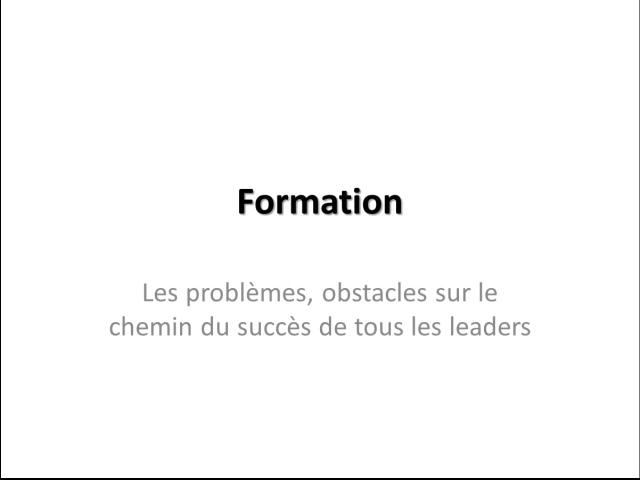 Formation
Les problèmes, obstacles sur le
chemin du succès de tous les leaders